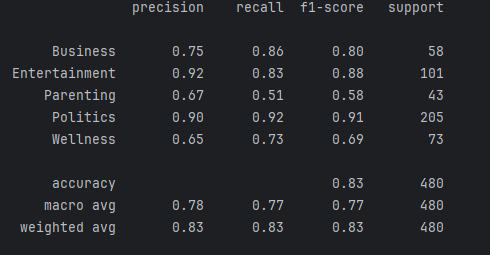 precision recall f1-score support
Business 0.75 0.86 0.80 58
Entertainment 0.92 0.83 0.88 101
Parenting 0.67 0.51 0.58 43
Politics 0.90 0.92 0.91 205
Wellness 0.65 0.73 0.69 73
accuracy 0.83 480
macro avg 0.78 0.77 0.77 480
weighted avg 0.83 0.83 0.83 480